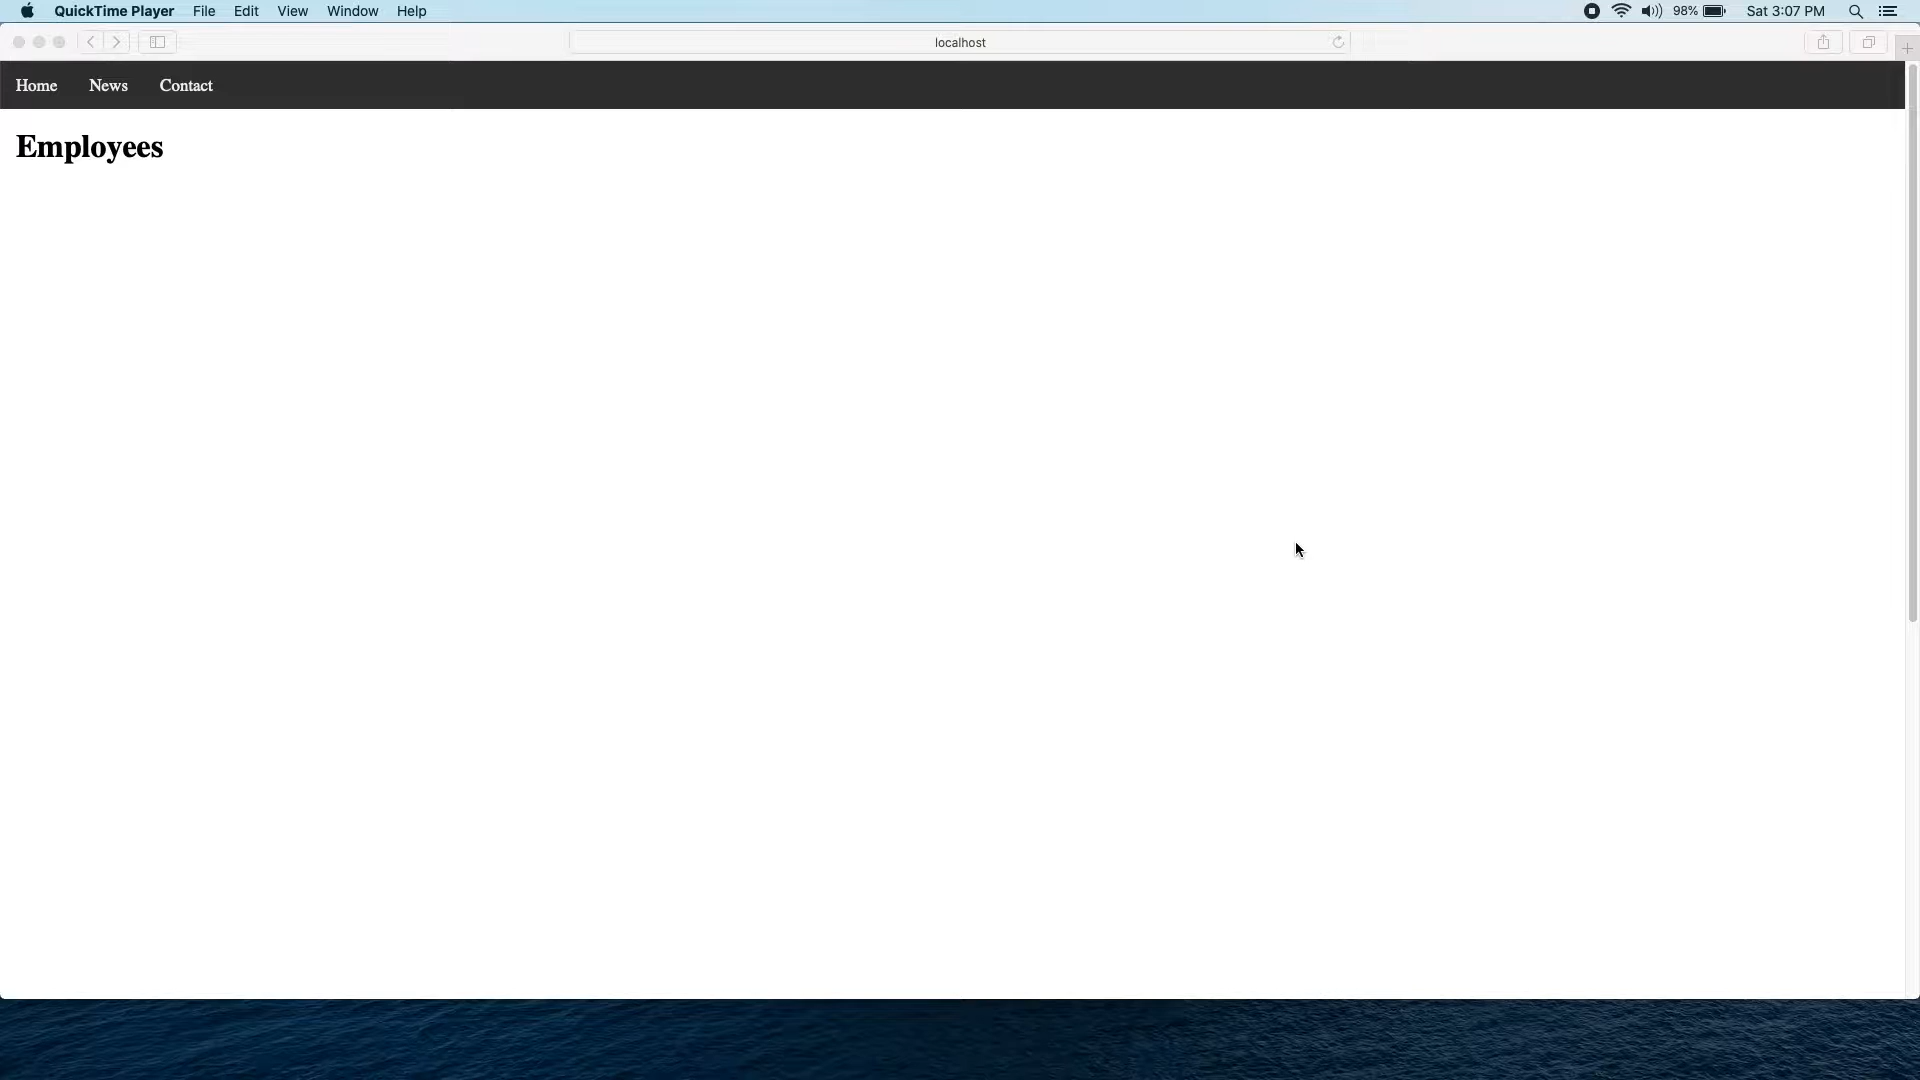 QuickTime Player File Edit View Window Help 98% Sat 3:07 PM
localhost
Home News Contact
Employees